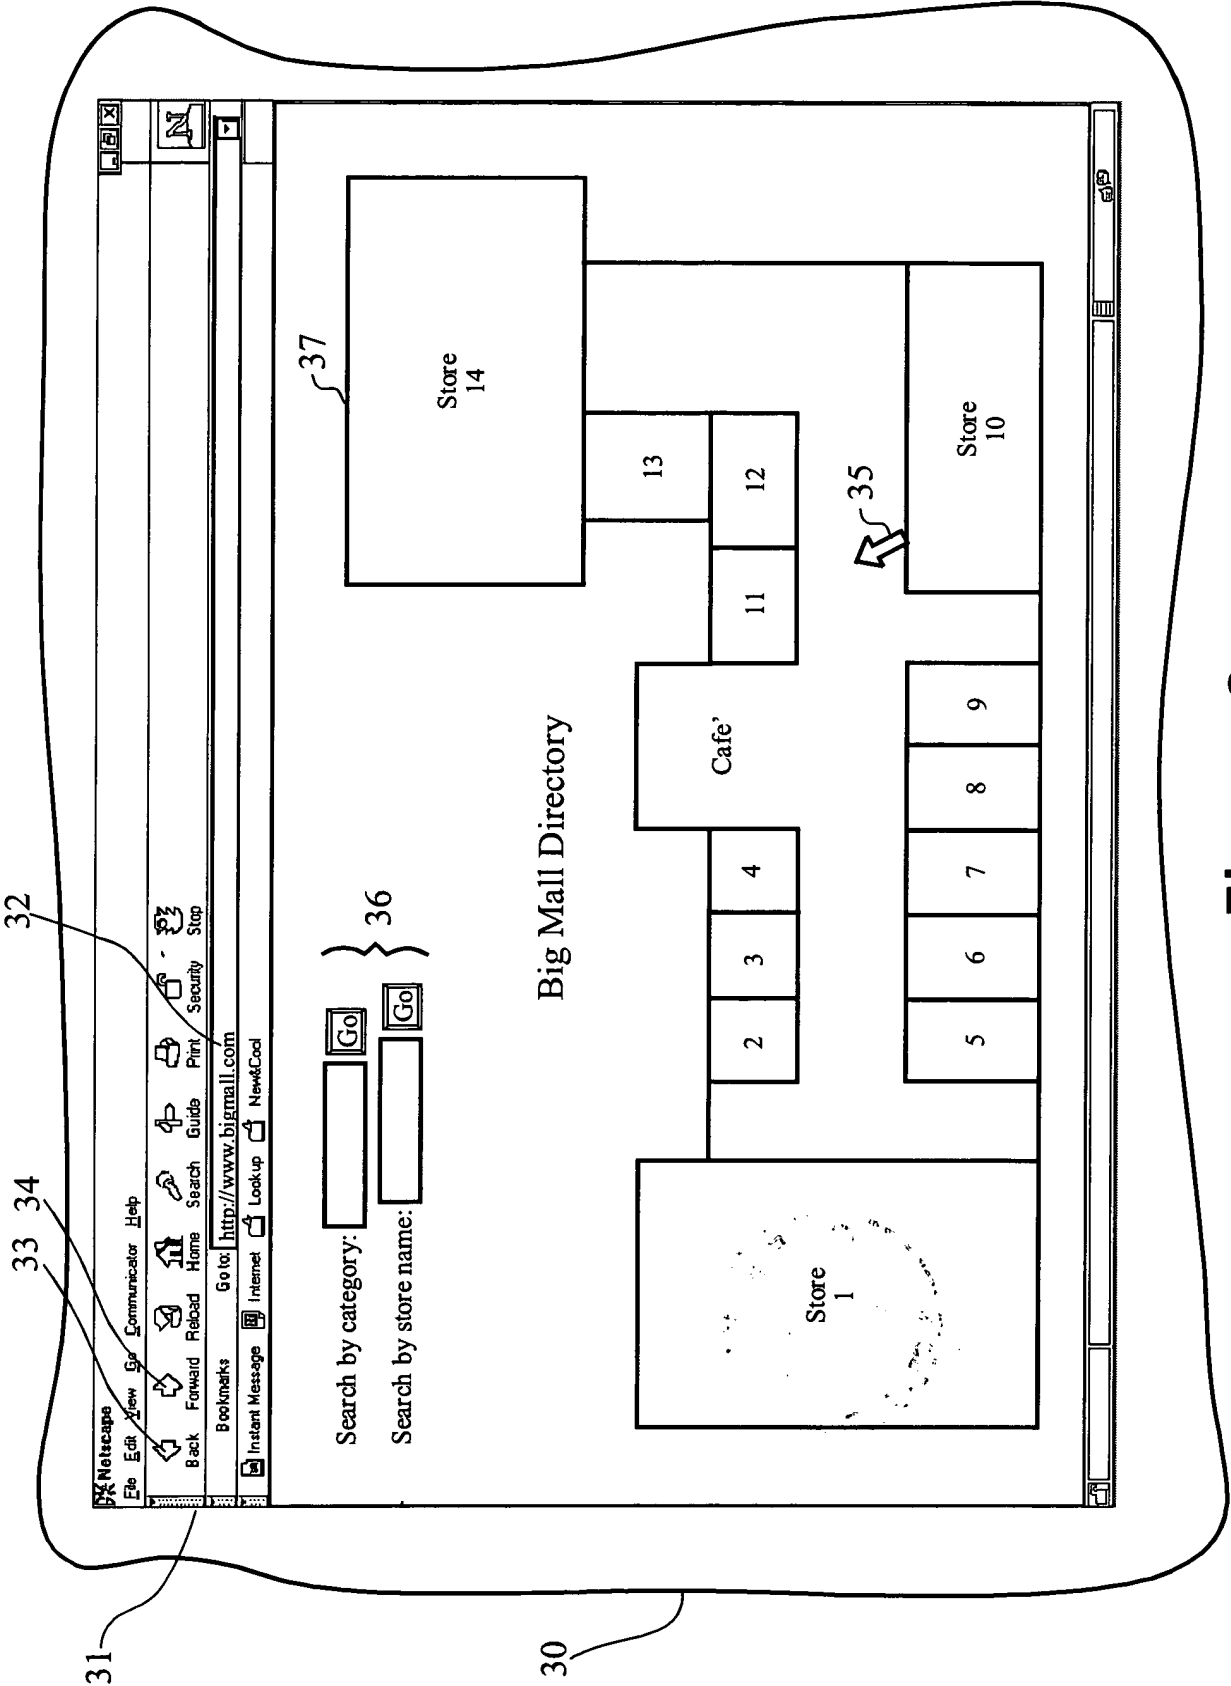 32
33
34
31
Netscape
File Edit View Go Communicator Help
Back Forward Reload Home Search Guide Print Security Stop
N
Bookmarks Go to: http://www.bigmall.com
Instant Message Internet Lookup New&Cool
Search by category: Go
Search by store name: Go
36
37
Big Mall Directory
Store
14
13
2 3 4 Cafe' 11 12
35
Store
1
5 6 7 8 9
Store
10
30